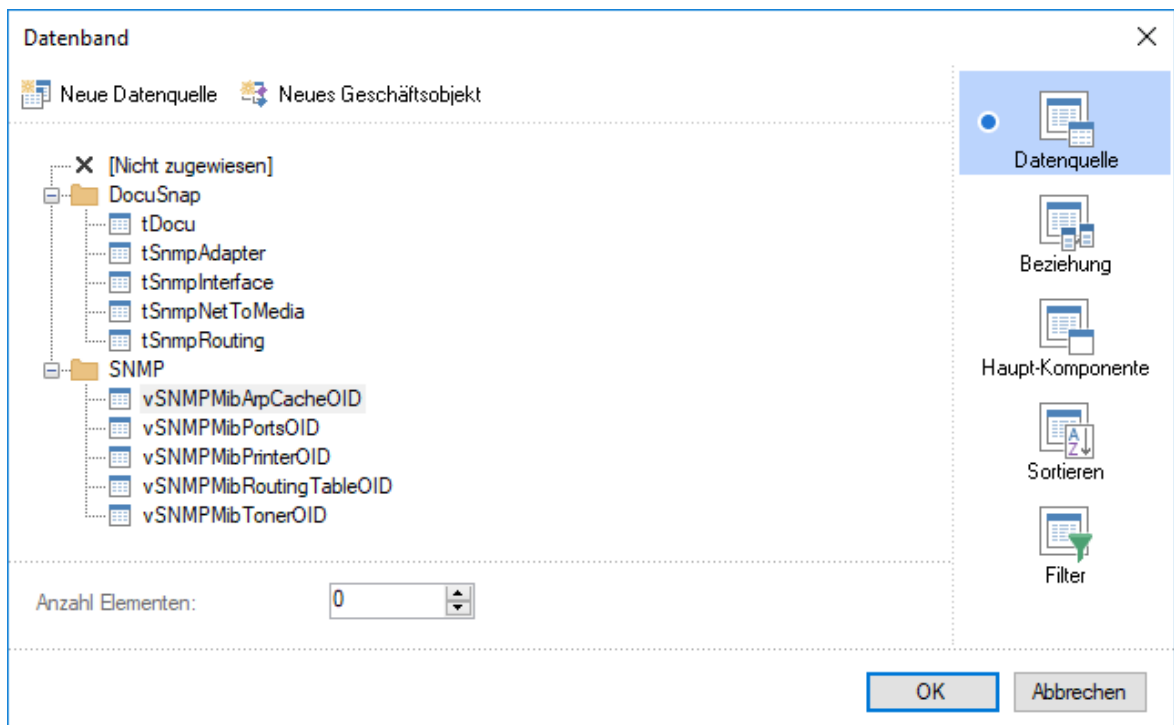 Datenband
Neue Datenquelle Neues Geschäftsobjekt
[Nicht zugewiesen]
DocuSnap
tDocu
tSnmpAdapter
tSnmpInterface
tSnmpNetToMedia
tSnmpRouting
SNMP
vSNMPMibArpCacheOID
vSNMPMibPortsOID
vSNMPMibPrinterOID
vSNMPMibRoutingTableOID
vSNMPMibTonerOID
Anzahl Elementen: 0
Datenquelle
Beziehung
Haupt-Komponente
Sortieren
Filter
OK Abbrechen